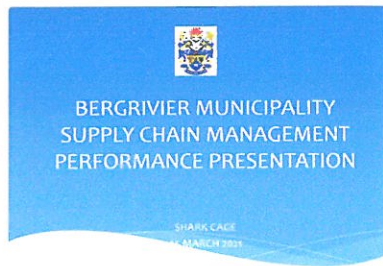 BERGRIVIER MUNICIPALITY
SUPPLY CHAIN MANAGEMENT
PERFORMANCE PRESENTATION
SHARK CAGE
MARCH 2021